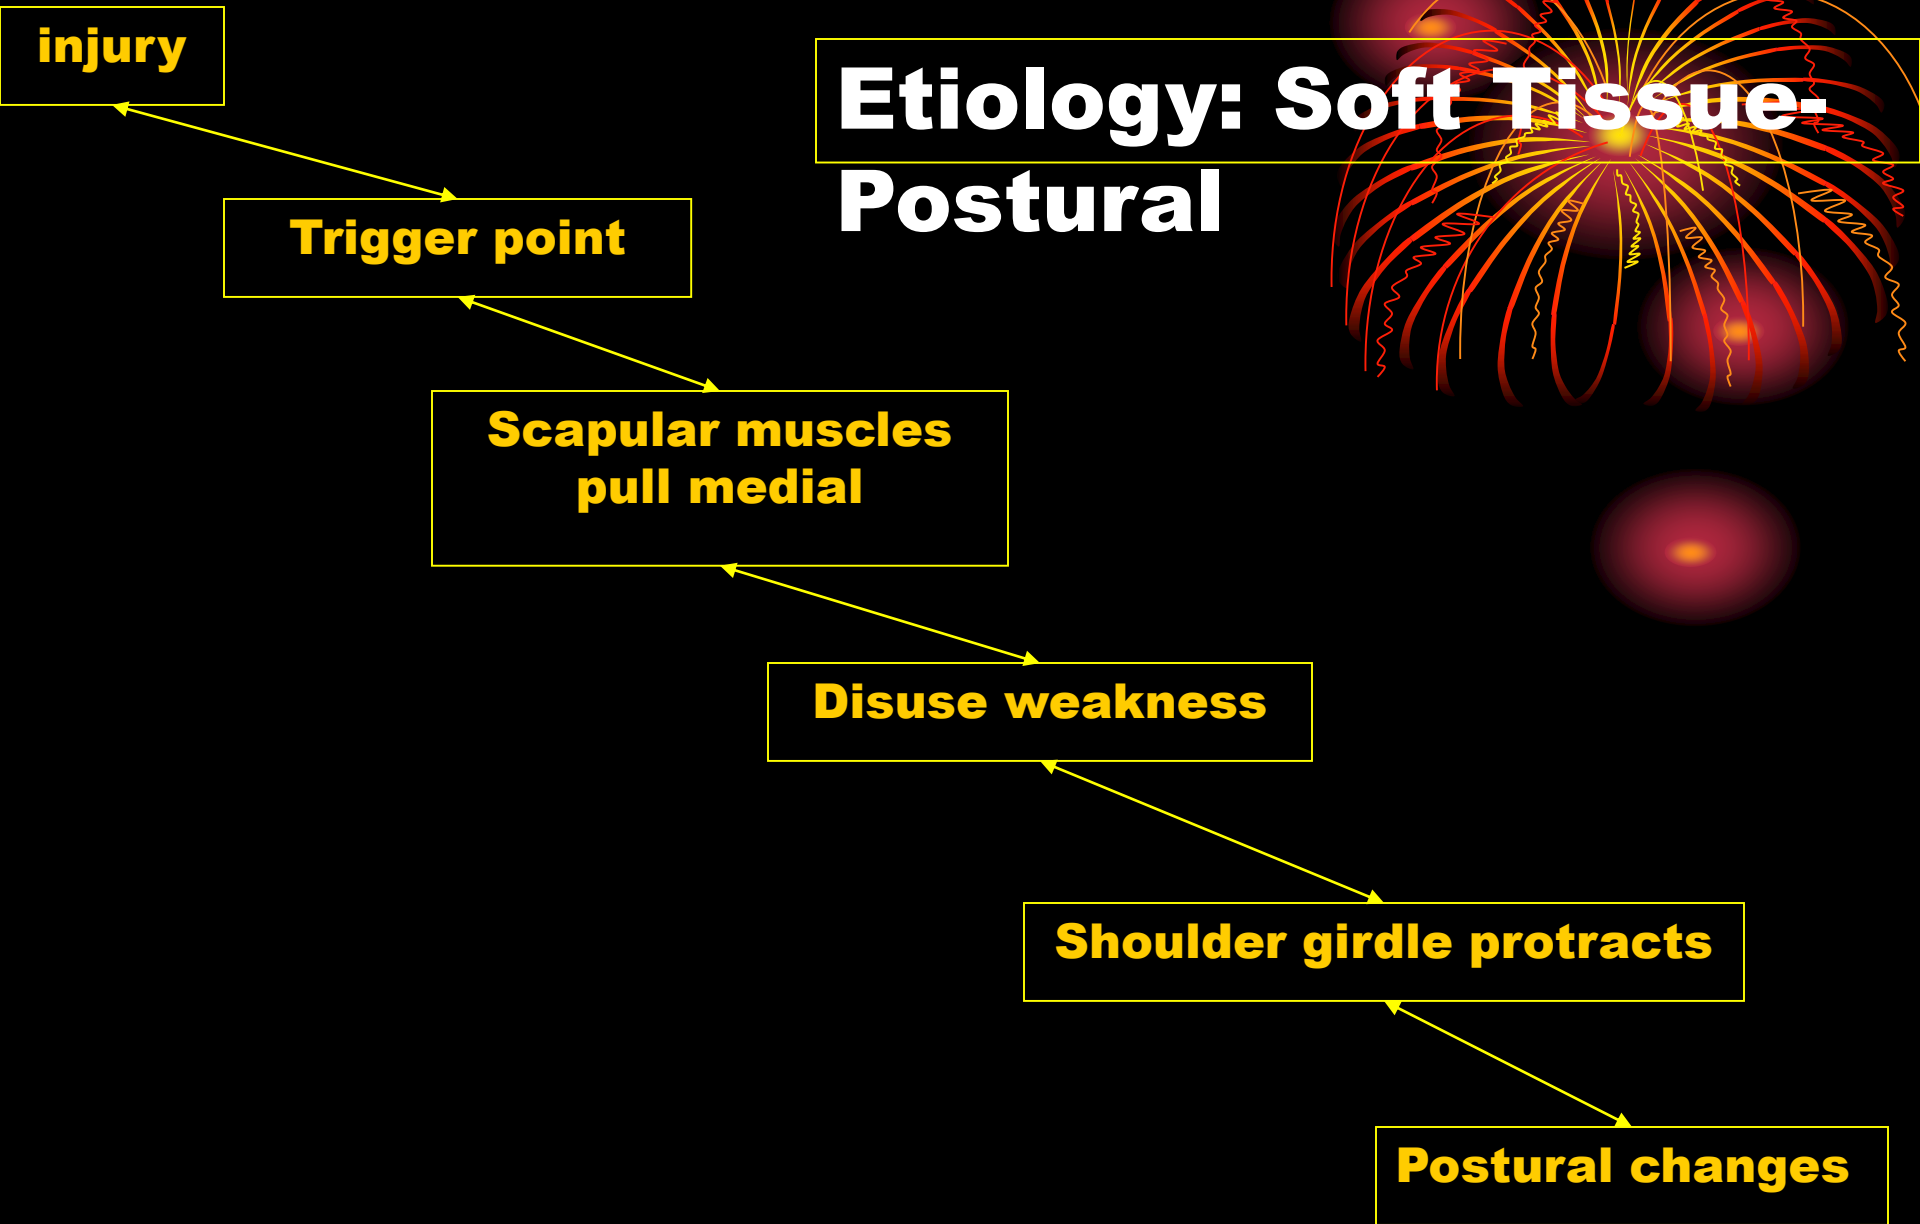 injury
Etiology: Soft Tissue-
Postural
Trigger point
Scapular muscles
pull medial
Disuse weakness
Shoulder girdle protracts
Postural changes